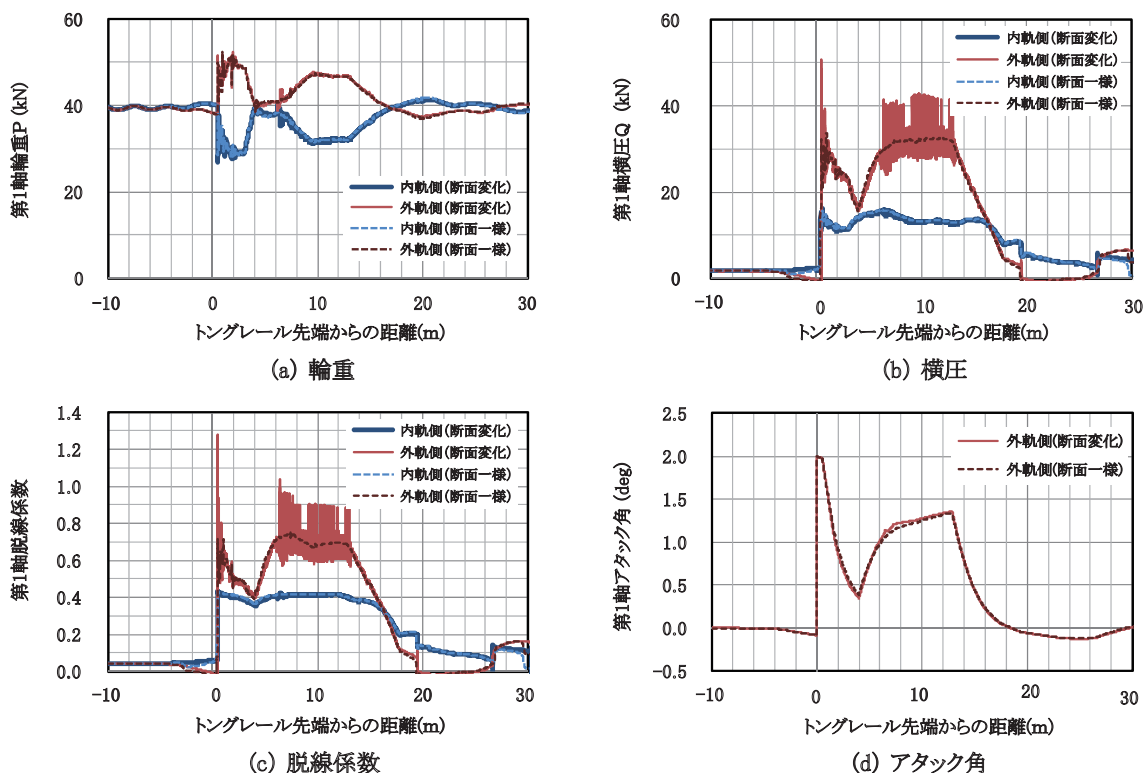 60
40
20
0
-10
0
10
20
30
第1軸輪重P (kN)
内軌側(断面変化)
外軌側(断面変化)
内軌側(断面一様)
外軌側(断面一様)
トングレール先端からの距離(m)
(a) 輪重
60
40
20
0
-10
0
10
20
30
第1軸横圧Q (kN)
内軌側(断面変化)
外軌側(断面変化)
内軌側(断面一様)
外軌側(断面一様)
トングレール先端からの距離(m)
(b) 横圧
1.4
1.2
1.0
0.8
0.6
0.4
0.2
0.0
-10
0
10
20
30
第1軸脱線係数
内軌側(断面変化)
外軌側(断面変化)
内軌側(断面一様)
外軌側(断面一様)
トングレール先端からの距離(m)
(c) 脱線係数
2.5
2.0
1.5
1.0
0.5
0.0
-0.5
-10
0
10
20
30
第1軸アタック角 (deg)
外軌側(断面変化)
外軌側(断面一様)
トングレール先端からの距離(m)
(d) アタック角